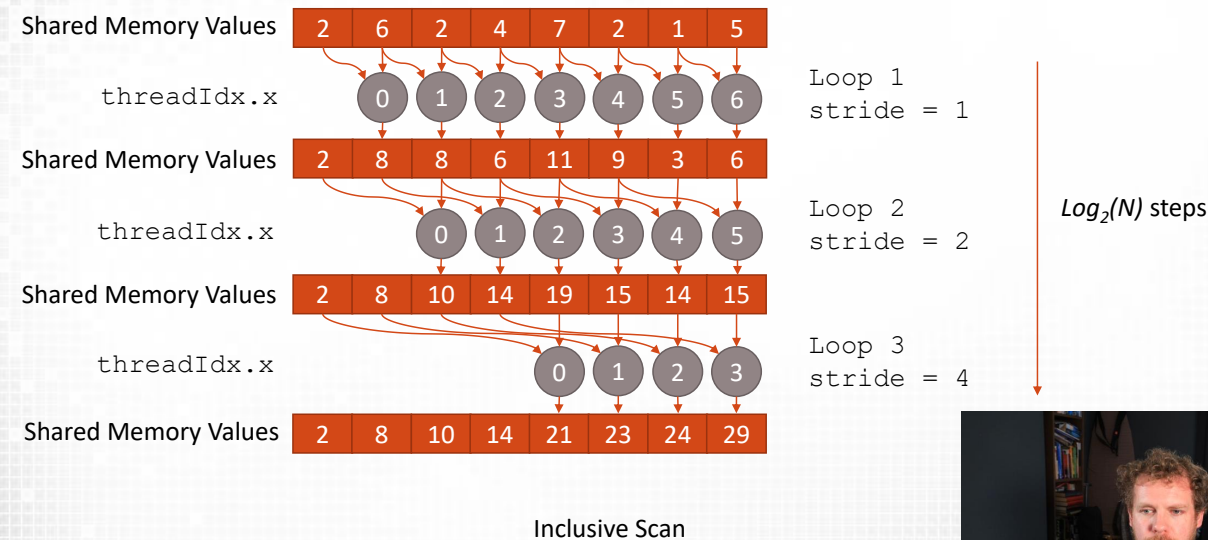 Shared Memory Values 2 6 2 4 7 2 1 5
threadIdx.x 0 1 2 3 4 5 6 Loop 1
stride = 1
Shared Memory Values 2 8 8 6 11 9 3 6
threadIdx.x 0 1 2 3 4 5 Loop 2
stride = 2
Log2(N) steps
Shared Memory Values 2 8 10 14 19 15 14 15
threadIdx.x 0 1 2 3 Loop 3
stride = 4
Shared Memory Values 2 8 10 14 21 23 24 29
Inclusive Scan